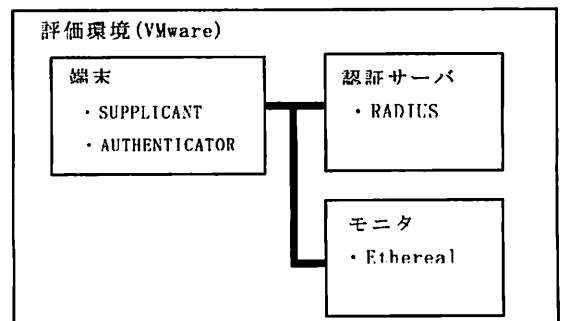 評価環境(VMware)
端末
・SUPPLICANT
・AUTHENTICATOR
認証サーバ
・RADIUS
モニタ
・Ethereal